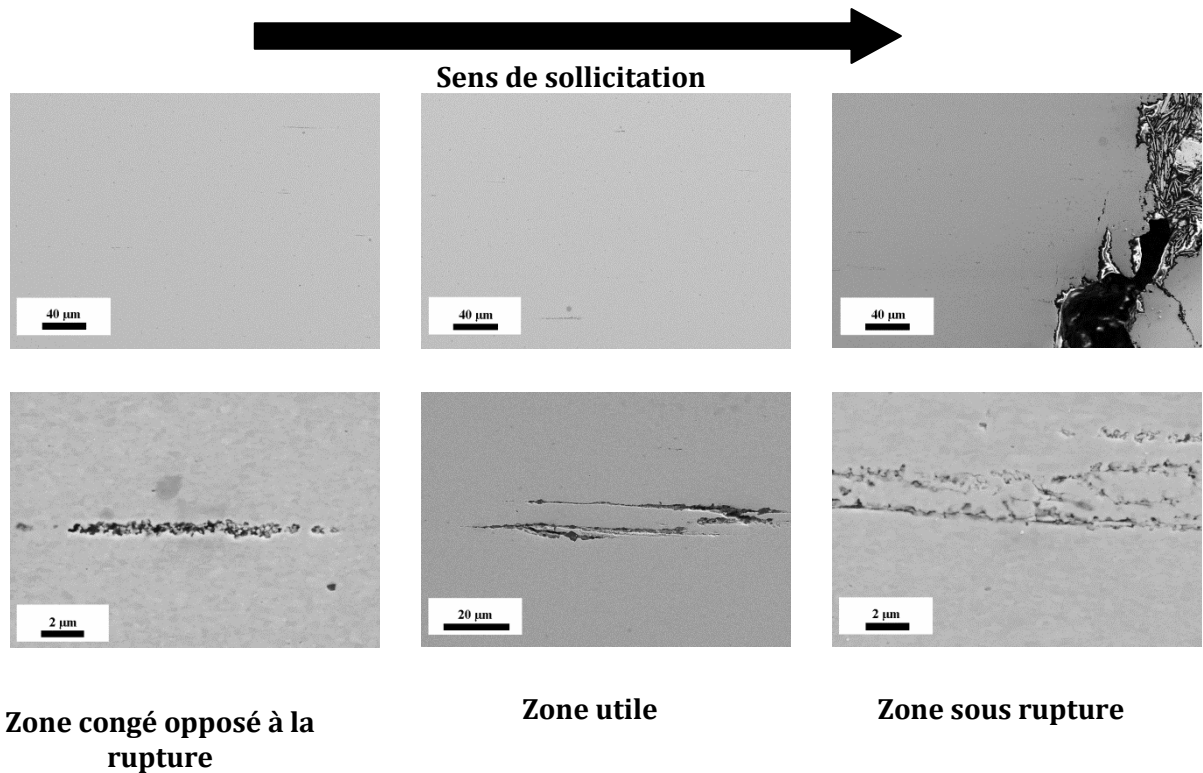 Sens de sollicitation
40 μm
40 μm
40 μm
2 μm
20 μm
2 μm
Zone congé opposé à la
rupture
Zone utile
Zone sous rupture